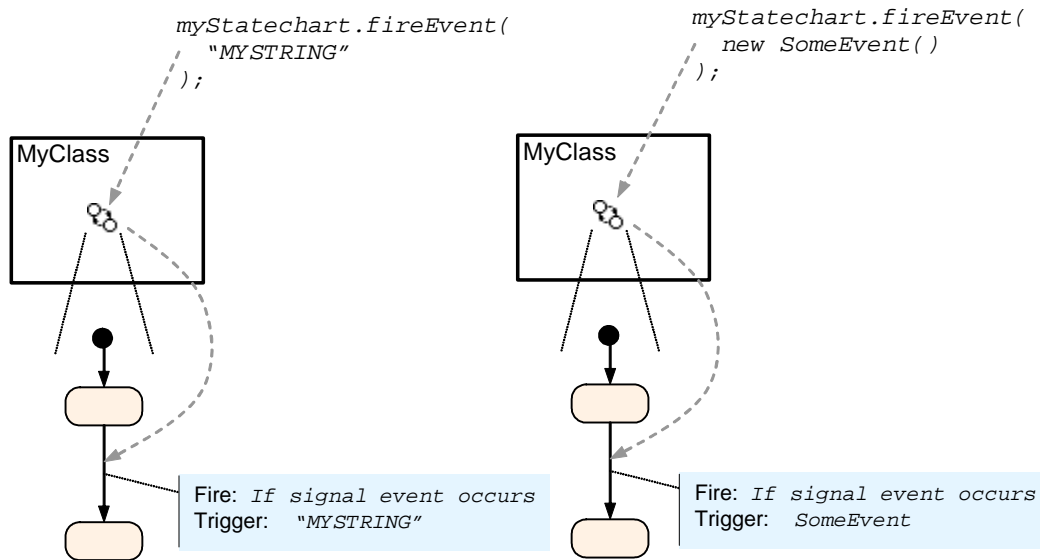 myStatechart.fireEvent(
“MYSTRING”
);
MyClass
Fire: If signal event occurs
Trigger: “MYSTRING”
myStatechart.fireEvent(
new SomeEvent()
);
MyClass
Fire: If signal event occurs
Trigger: SomeEvent